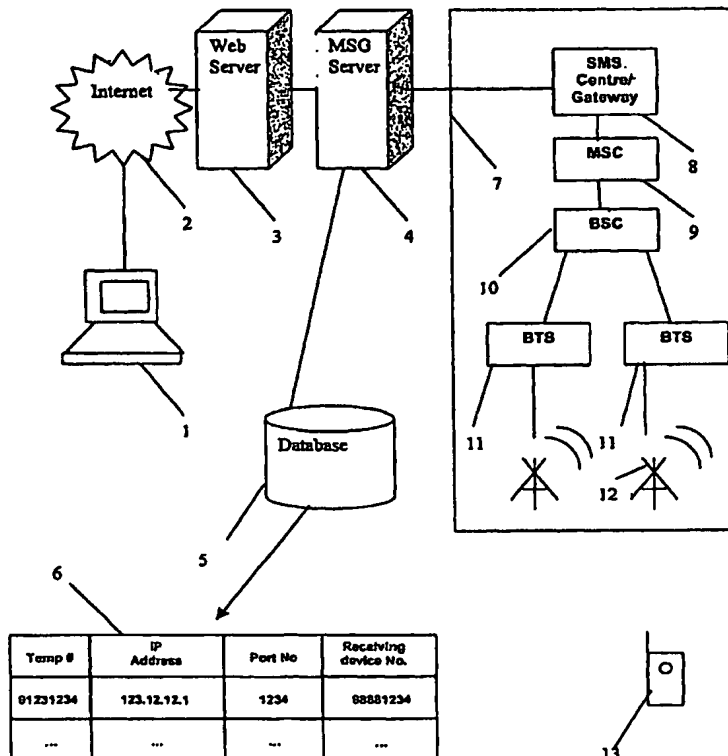 Web
Server
MSG
Server
Internet
SMS.
Centre/
Gateway
MSC
BSC
BTS
BTS
2
3
4
7
8
9
10
1
11
11
12
Database
5
6
Temp #
IP
Address
Port No
Receiving
device No.
91231234
123.12.12.1
1234
98881234
...
...
...
...
13